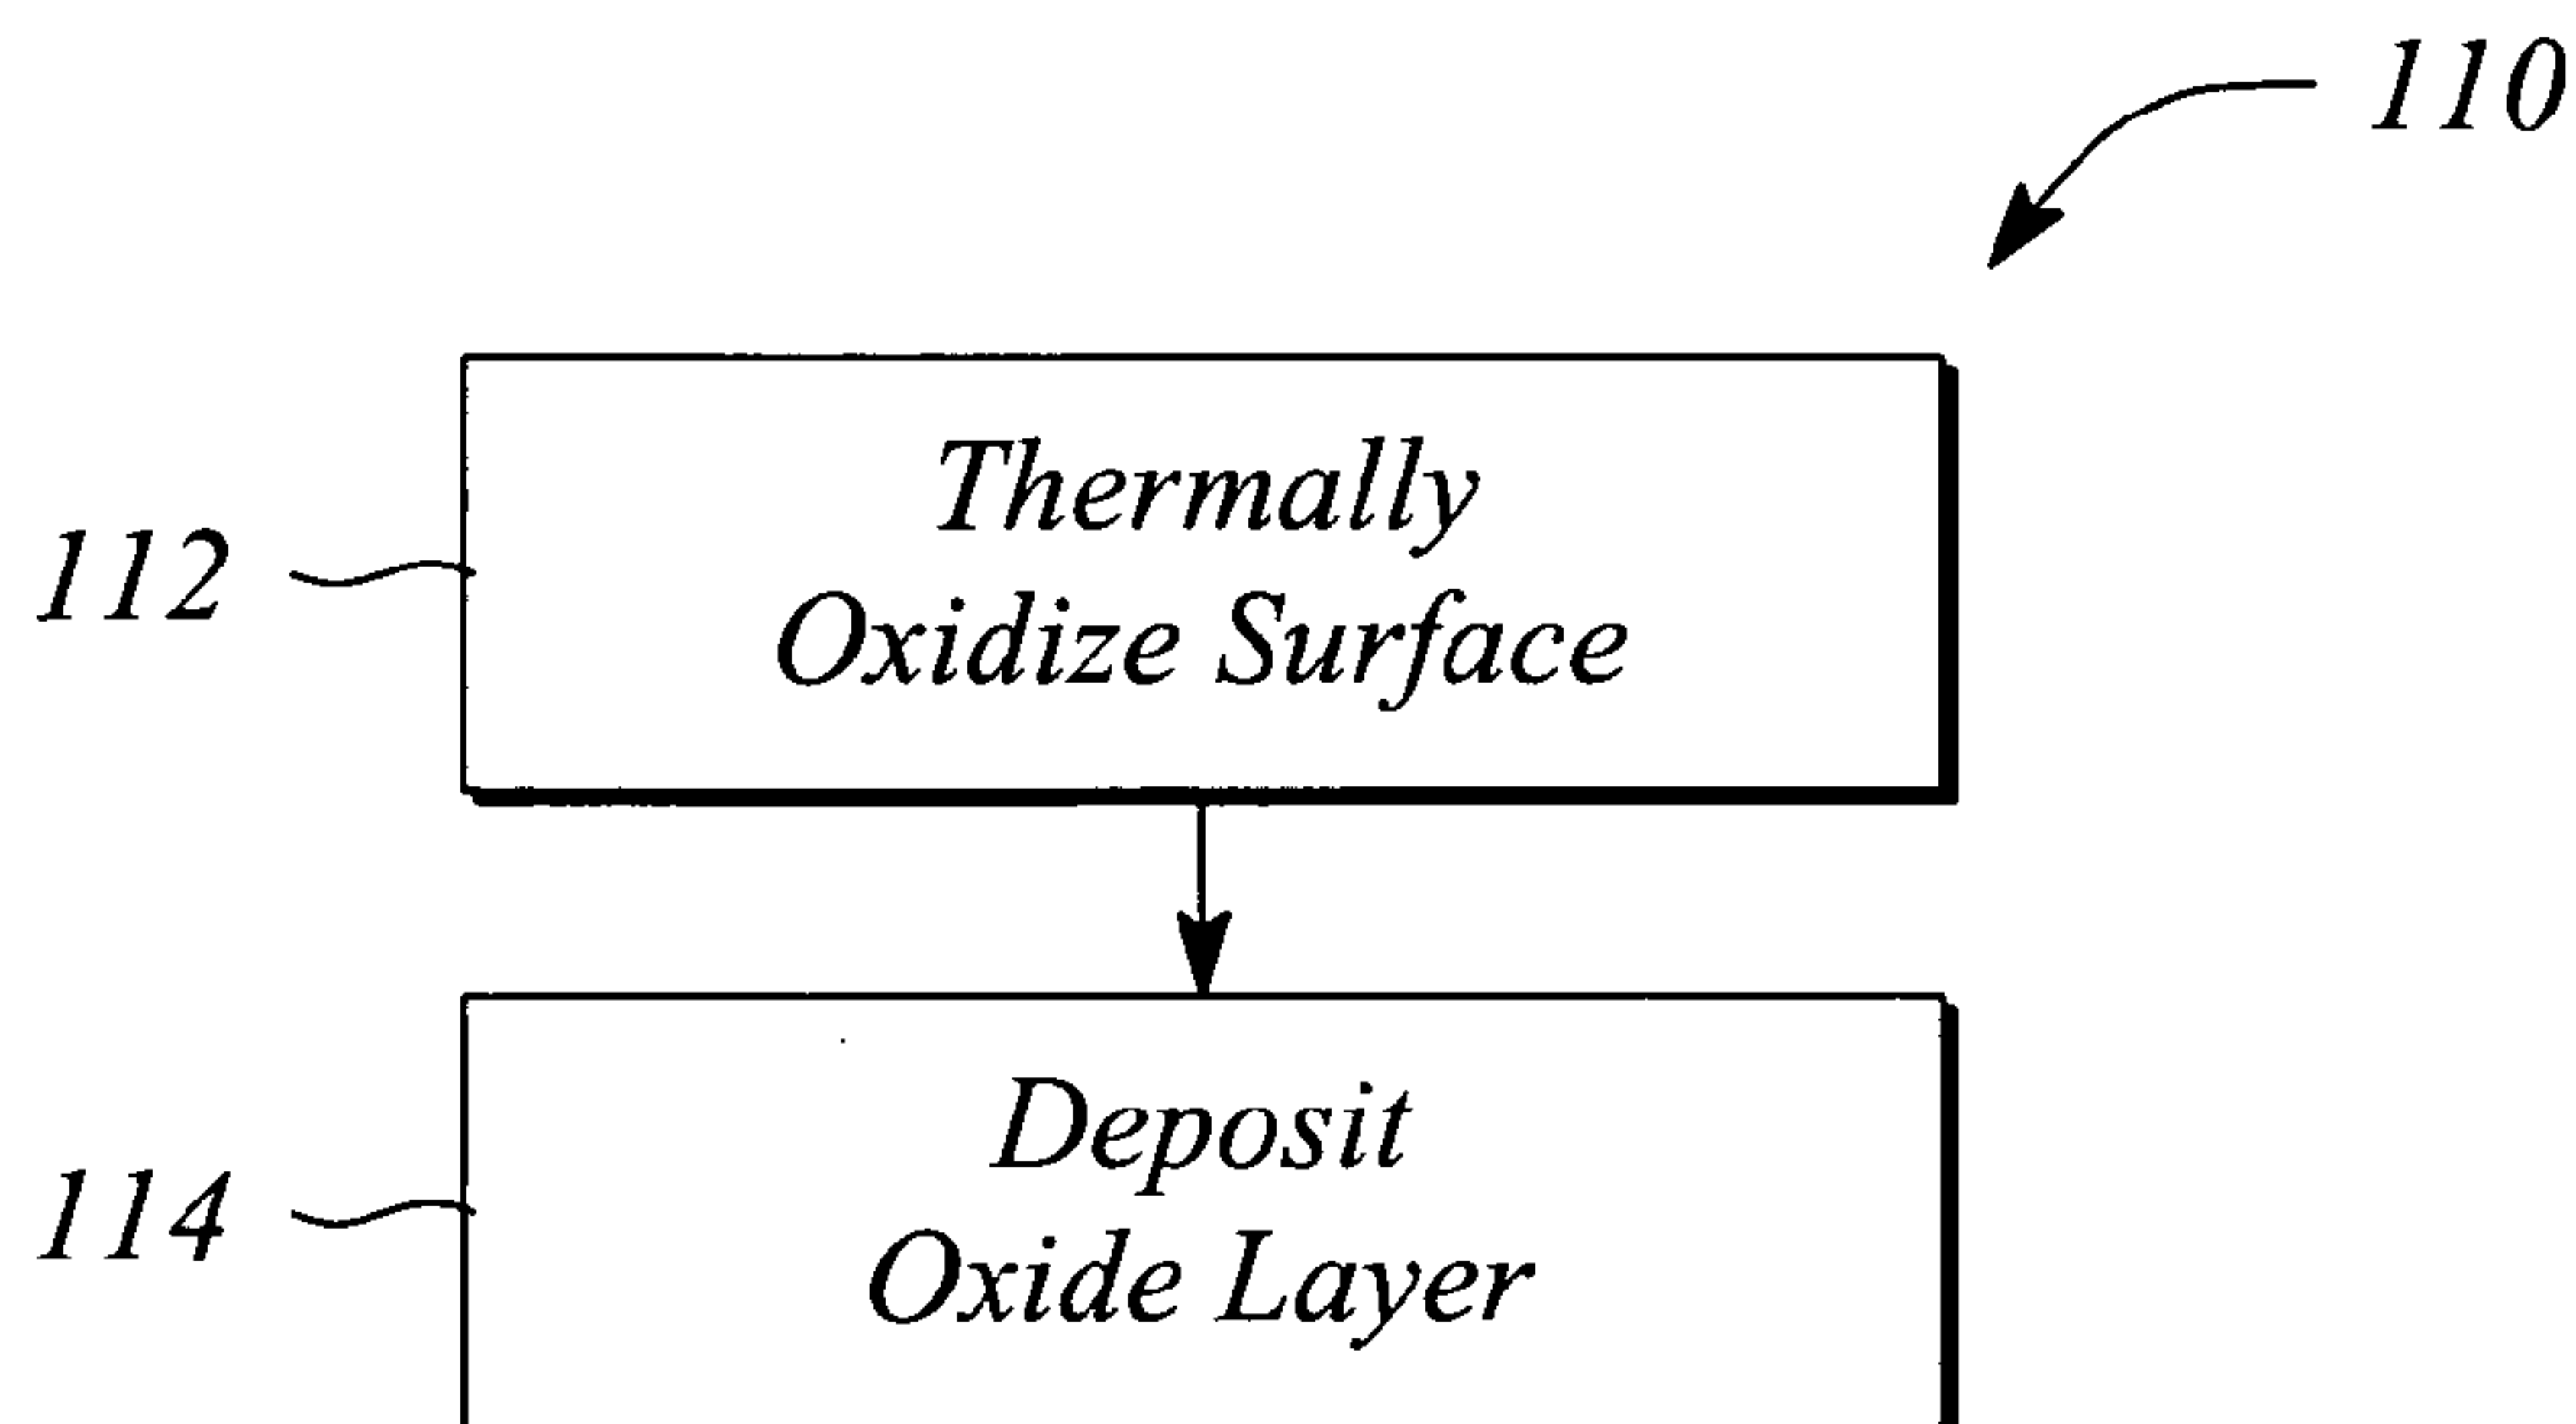 110
112
Thermally
Oxidize Surface
114
Deposit
Oxide Layer